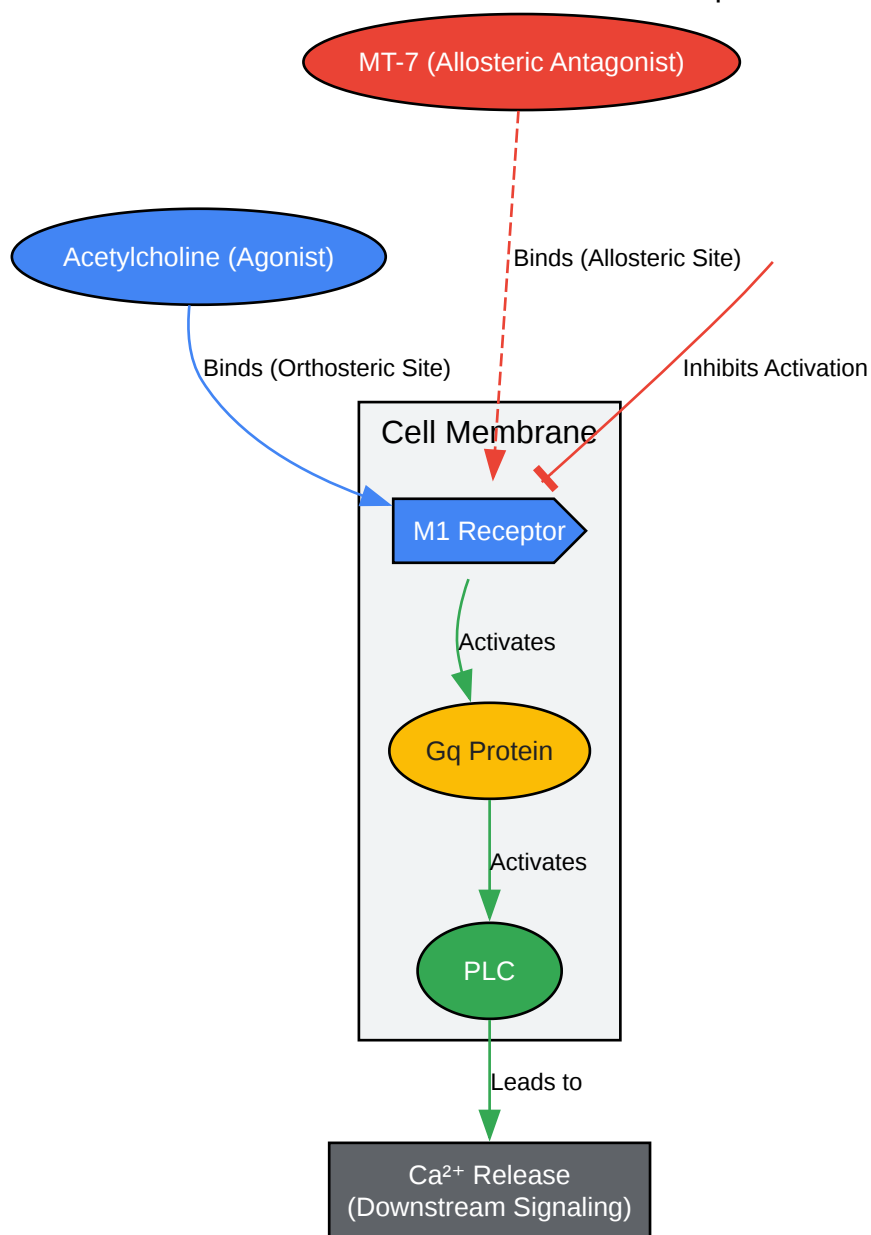 MT-7 (Allosteric Antagonist)
Acetylcholine (Agonist)
Binds (Allosteric Site)
Binds (Orthosteric Site)
Inhibits Activation
Cell Membrane
M1 Receptor
Activates
Gq Protein
Activates
PLC
Leads to
Ca²⁺ Release
(Downstream Signaling)